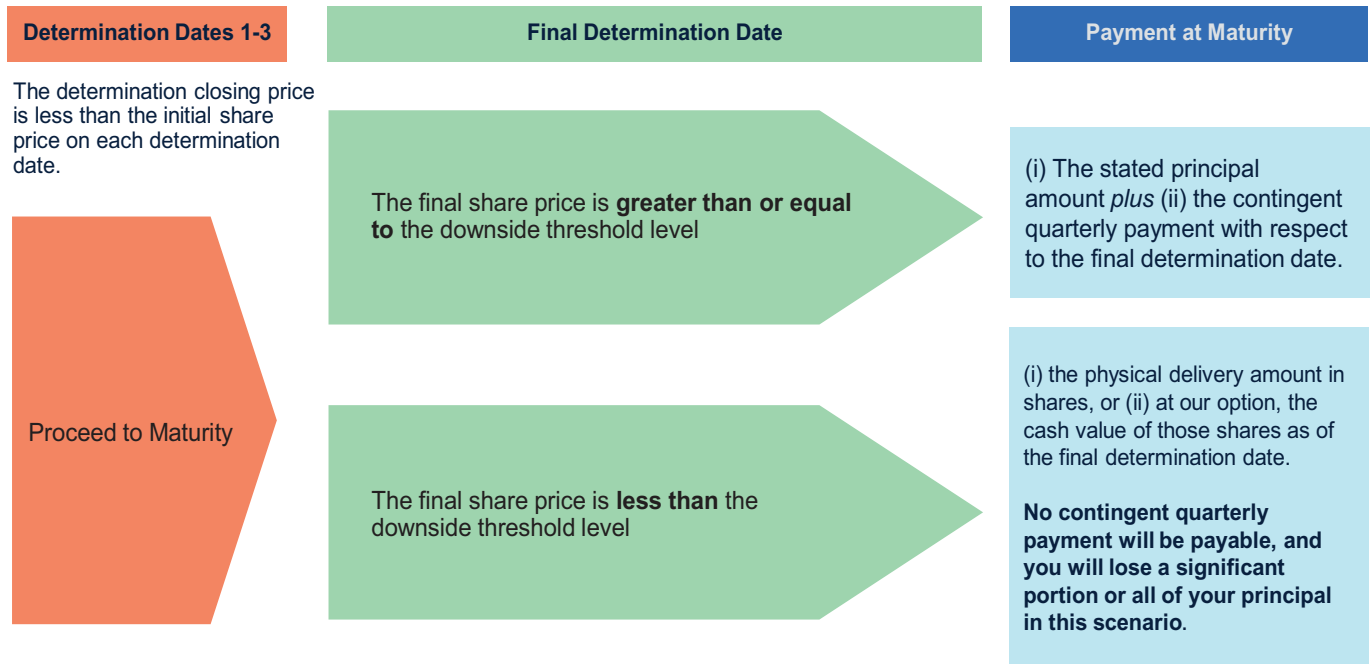 Determination Dates 1-3
Final Determination Date
Payment at Maturity
The determination closing price
is less than the initial share
price on each determination
date.
Proceed to Maturity
The final share price is greater than or equal
to the downside threshold level
(i) The stated principal
amount plus (ii) the contingent
quarterly payment with respect
to the final determination date.
The final share price is less than the
downside threshold level
(i) the physical delivery amount in
shares, or (ii) at our option, the
cash value of those shares as of
the final determination date.
No contingent quarterly
payment will be payable, and
you will lose a significant
portion or all of your principal
in this scenario.